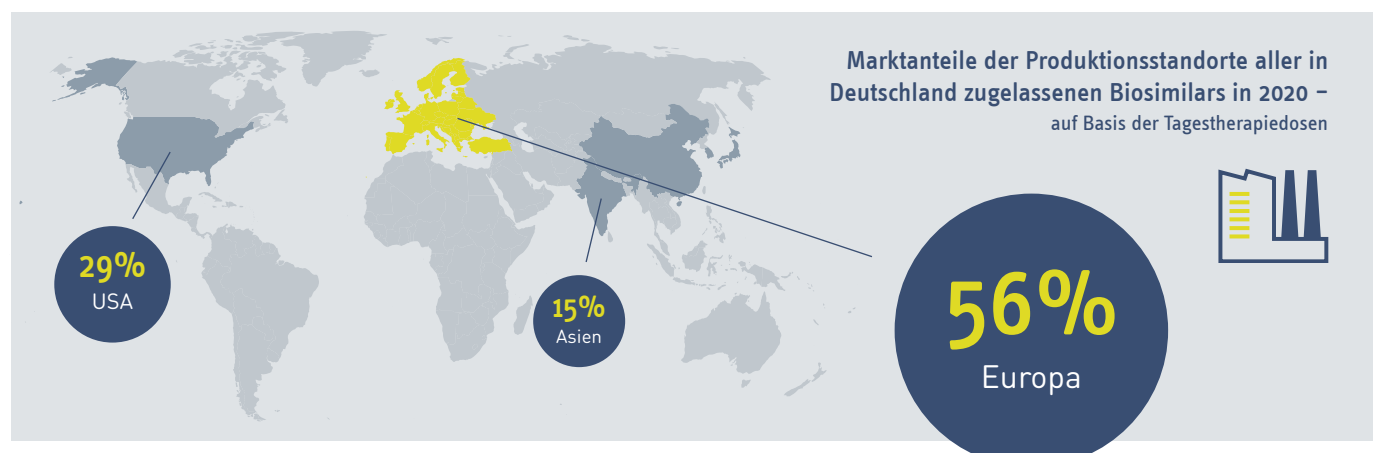 Marktanteile der Produktionsstandorte aller in
Deutschland zugelassenen Biosimilars in 2020 –
auf Basis der Tagestherapiedosen
29%
USA
15%
Asien
56%
Europa